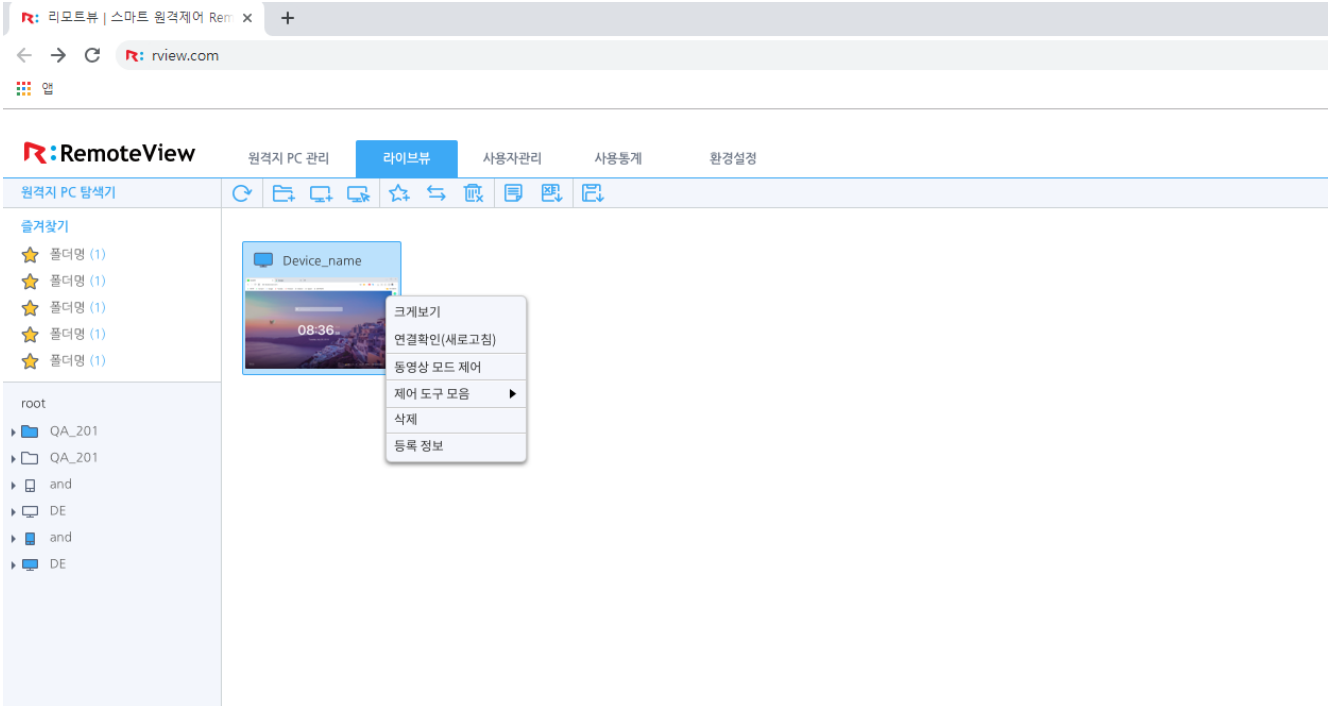 리모트뷰 | 스마트 원격제어 Rem
rview.com
앱
R:RemoteView
원격지 PC 관리
라이브뷰
사용자관리
사용통계
환경설정
원격지 PC 탐색기
즐겨찾기
폴더명 (1)
폴더명 (1)
폴더명 (1)
폴더명 (1)
폴더명 (1)
root
QA_201
QA_201
and
DE
and
DE
Device_name
08:36
크게보기
연결확인(새로고침)
동영상 모드 제어
제어 도구 모음
삭제
등록 정보